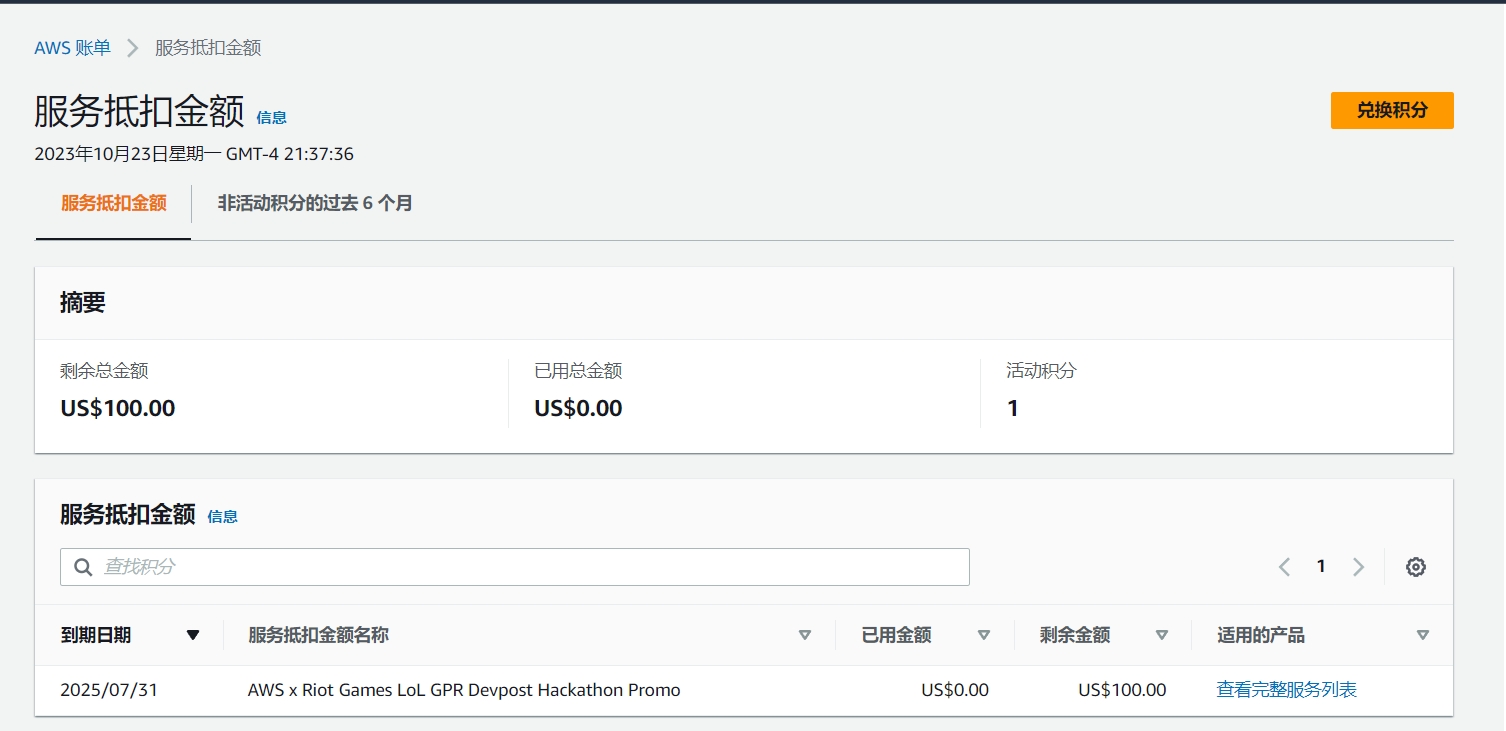 AWS 账单 服务抵扣金额
服务抵扣金额 信息
兑换积分
2023年10月23日星期一 GMT-4 21:37:36
服务抵扣金额 非活动积分的过去 6 个月
摘要
剩余总金额 已用总金额 活动积分
US$100.00 US$0.00 1
服务抵扣金额 信息
查找积分 1
到期日期 服务抵扣金额名称 已用金额 剩余金额 适用的产品
2025/07/31 AWS x Riot Games LoL GPR Devpost Hackathon Promo US$0.00 US$100.00 查看完整服务列表